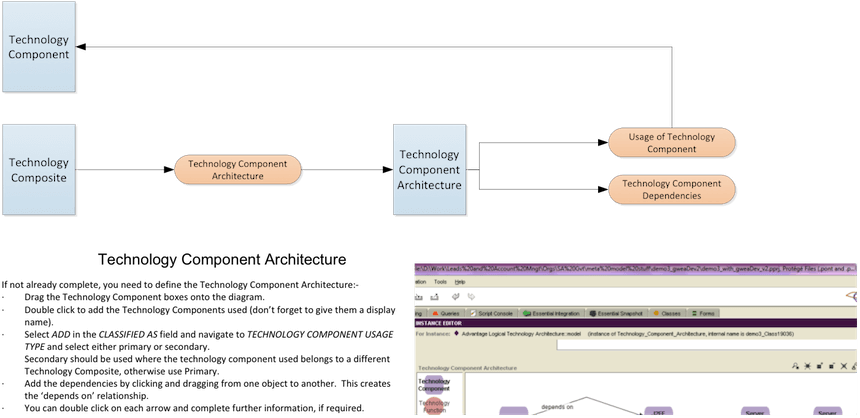 Technology
Component
Technology
Composite
Technology Component
Architecture
Technology
Component
Architecture
Usage of Technology
Component
Technology Component
Dependencies
Technology Component Architecture
If not already complete, you need to define the Technology Component Architecture:-
· Drag the Technology Component boxes onto the diagram.
· Double click to add the Technology Components used (don’t forget to give them a display
name).
· Select ADD in the CLASSIFIED AS field and navigate to TECHNOLOGY COMPONENT USAGE
TYPE and select either primary or secondary.
Secondary should be used where the technology component used belongs to a different
Technology Composite, otherwise use Primary.
· Add the dependencies by clicking and dragging from one object to another.  This creates
the ‘depends on’ relationship.
· You can double click on each arrow and complete further information, if required.
Tools Help
Queries Script Console Essential Integration Essential Snapshot Classes Forms
INSTANCE EDITOR
For Instance: Advantage Logical Technology Architecture::model (instance of Technology_Component_Architecture, internal name is demo3_Class19036)
Technology Component Architecture
Technology
Component
Technology
Function
depends on
J2EE
Server
Server